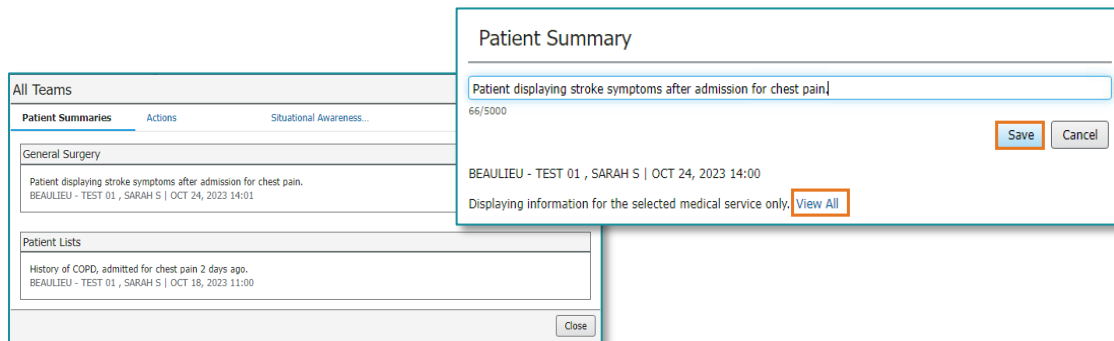 Patient Summary
Patient displaying stroke symptoms after admission for chest pain.
66/5000
Save Cancel
BEAULIEU - TEST 01 , SARAH S | OCT 24, 2023 14:00
Displaying information for the selected medical service only. View All
All Teams
Patient Summaries Actions Situational Awareness...
General Surgery
Patient displaying stroke symptoms after admission for chest pain.
BEAULIEU - TEST 01 , SARAH S | OCT 24, 2023 14:01
Patient Lists
History of COPD, admitted for chest pain 2 days ago.
BEAULIEU - TEST 01 , SARAH S | OCT 18, 2023 11:00
Close